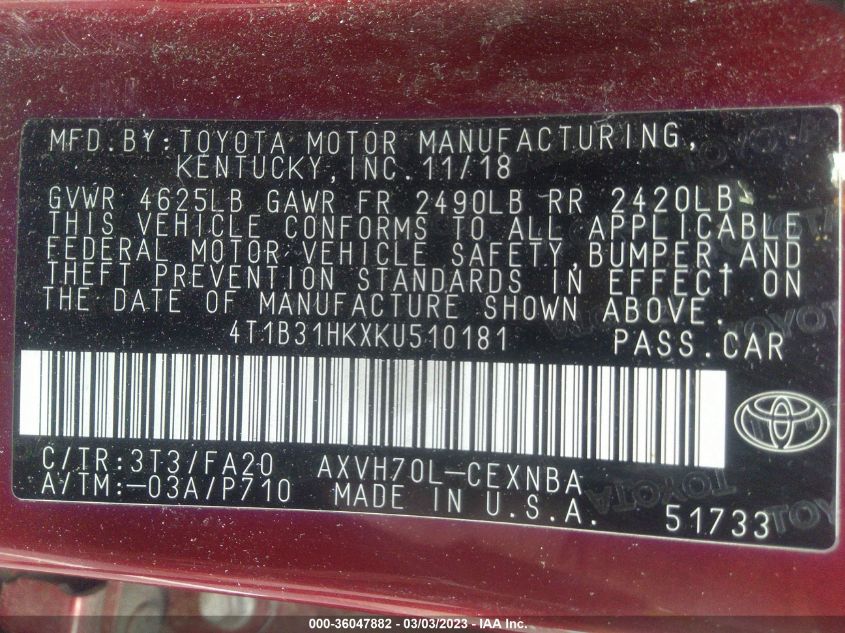 MFD.BY:TOYOTA MOTOR MANUFACTURING,
KENTUCKY,INC.11/18
GVWR 4625LB GAWR FR 2490LB RR 2420LB
THIS VEHICLE CONFORMS TO ALL APPLICABLE
FEDERAL MOTOR VEHICLE SAFETY,BUMPER,AND
THEFT PREVENTION STANDARDS IN EFFECT ON
THE DATE OF MANUFACTURE SHOWN ABOVE.
4T1B31HKXKU510181 PASS.CAR
C/TR:3T3/FA20 AXVH70L-CEXNBA
A/TM:-03A/P710 MADE IN U.S.A.
51733
TOYOTA
000-36047882 - 03/03/2023 - IAA Inc.